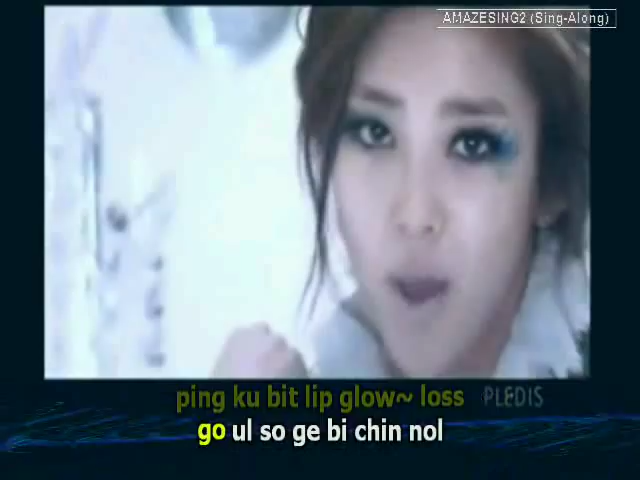 AMAZESING2 (Sing-Along)
ping ku bit lip glow~ loss
PLEDIS
go ul so ge bi chin nol